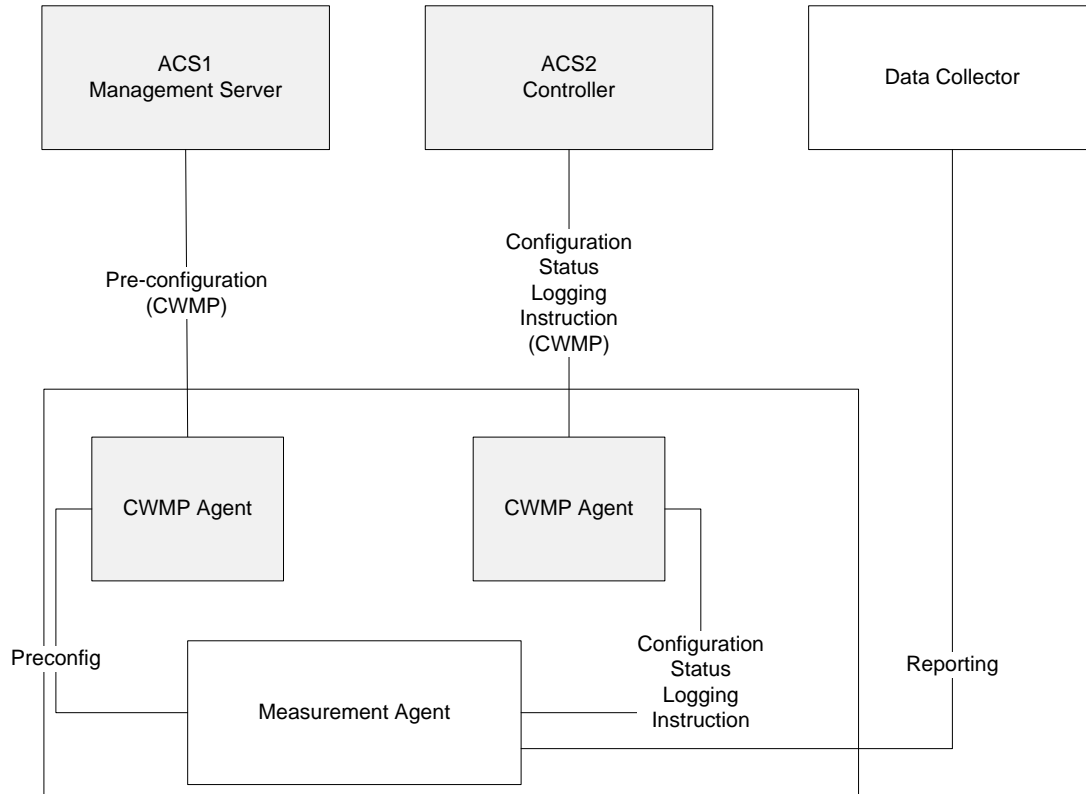 ACS1
Management Server
ACS2
Controller
Data Collector
Pre-configuration
(CWMP)
Configuration
Status
Logging
Instruction
(CWMP)
CWMP Agent
CWMP Agent
Preconfig
Measurement Agent
Configuration
Status
Logging
Instruction
Reporting